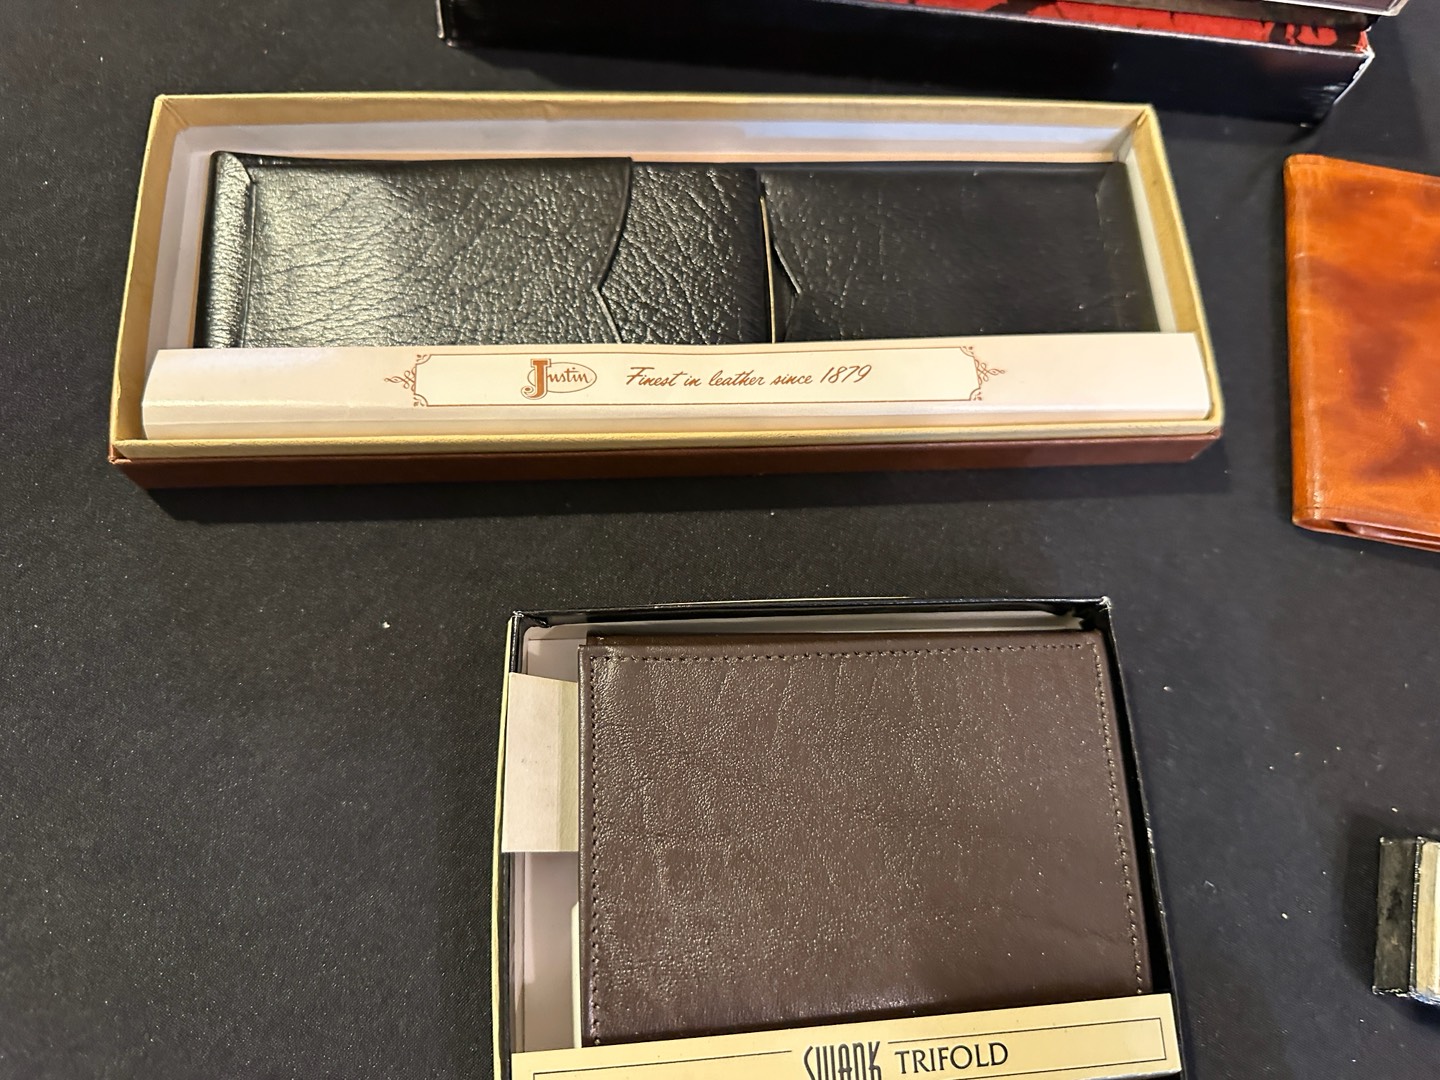 Justin Finest in leather since 1879
SWANK TRIFOLD